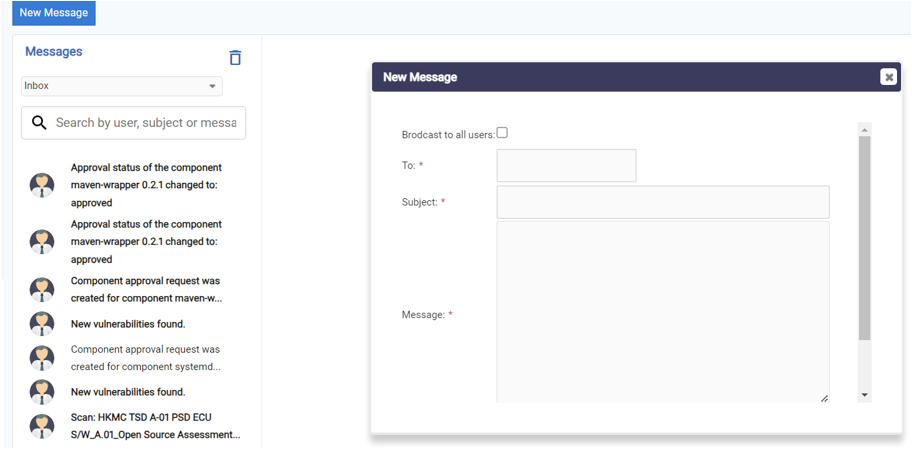 New Message
Messages
Inbox
Search by user, subject or messa
Approval status of the component
maven-wrapper 0.2.1 changed to:
approved
Approval status of the component
maven-wrapper 0.2.1 changed to:
approved
Component approval request was
created for component maven-w...
New vulnerabilities found.
Component approval request was
created for component systemd...
New vulnerabilities found.
Scan: HKMC TSD A-01 PSD ECU
S/W_A.01_Open Source Assessment...
New Message
Brodcast to all users:
To: *
Subject: *
Message: *